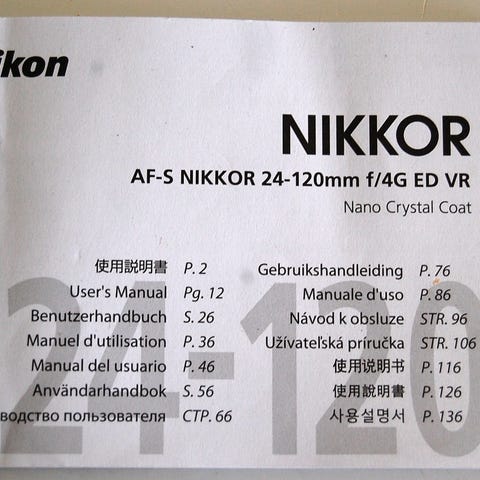 ikon
NIKKOR
AF-S NIKKOR 24-120mm f/4G ED VR
Nano Crystal Coat
24-120
使用説明書 P. 2
User's Manual Pg. 12
Benutzerhandbuch S. 26
Manuel d'utilisation P. 36
Manual del usuario P. 46
Användarhandbok S. 56
водство пользователя СТР. 66
Gebruikshandleiding P. 76
Manuale d'uso P. 86
Návod k obsluze STR. 96
Užívateľská príručka STR. 106
使用说明书 P. 116
使用說明書 P. 126
사용설명서 P. 136